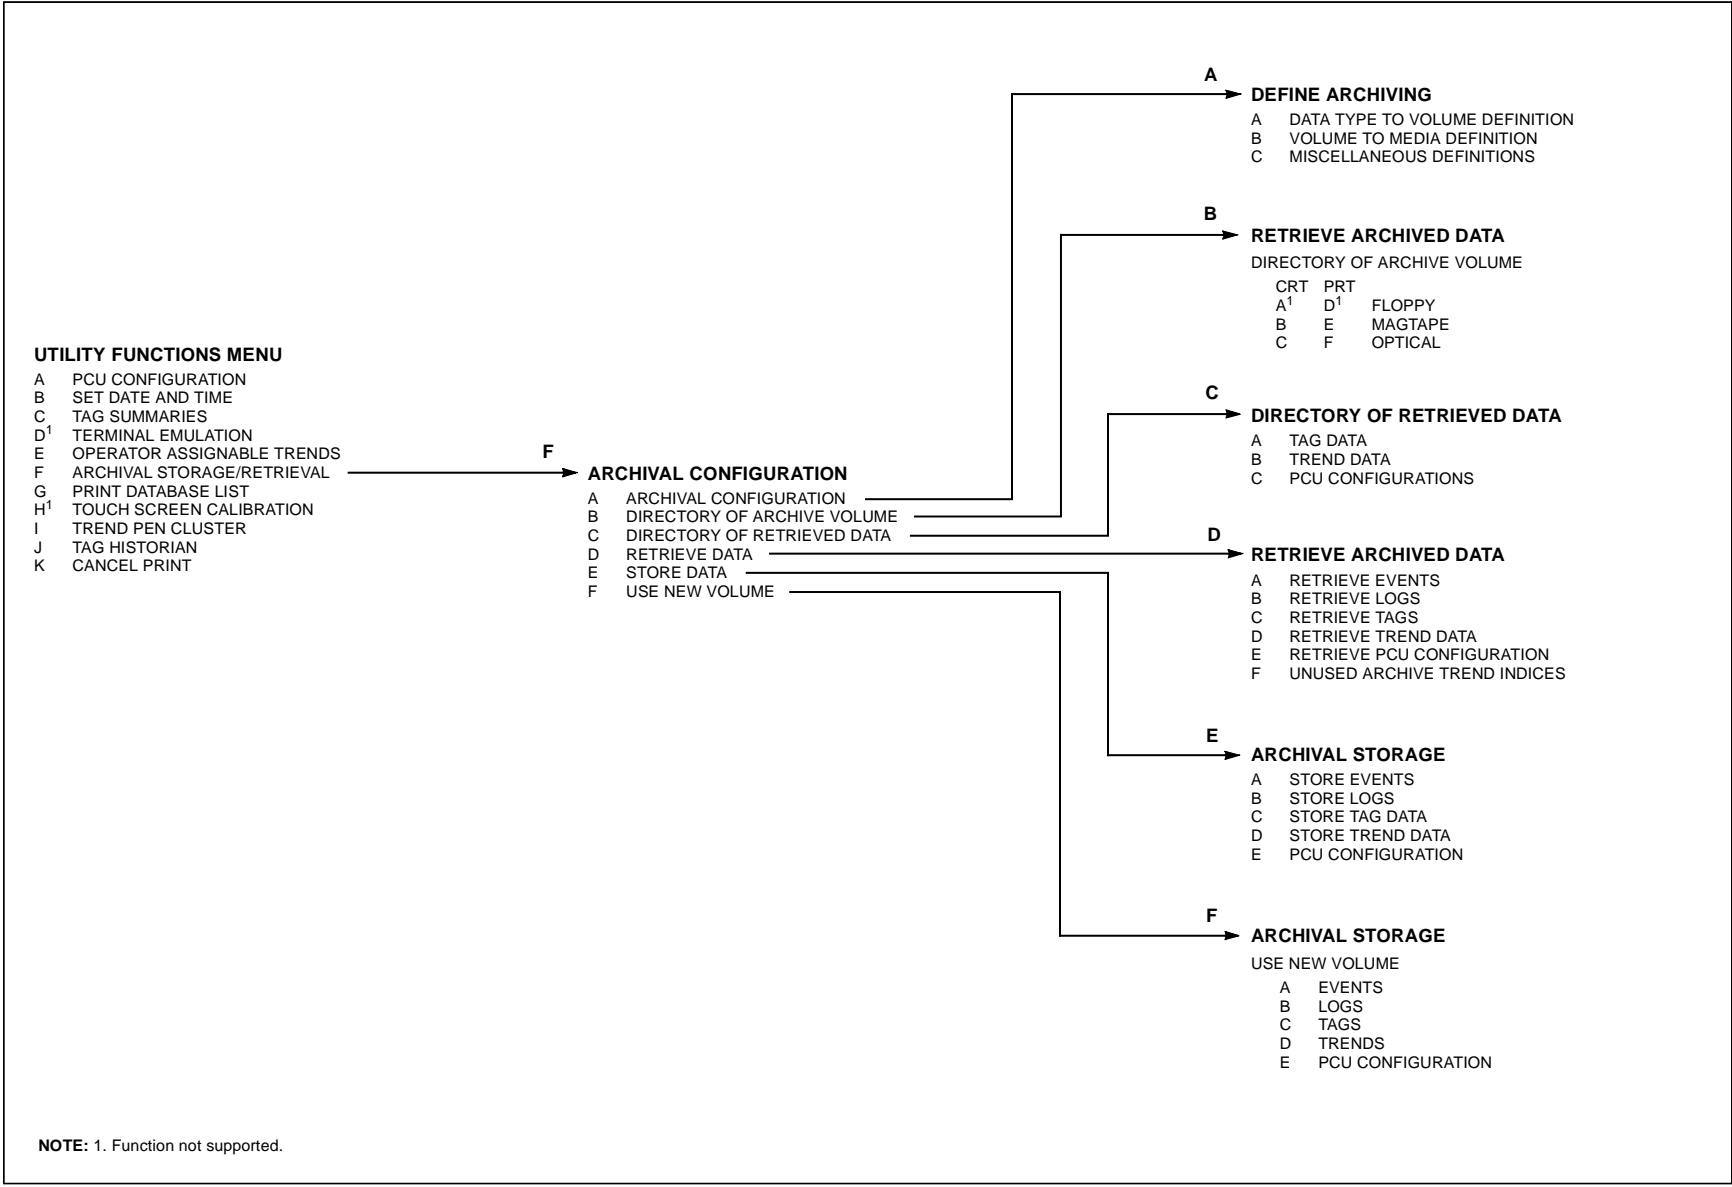 UTILITY FUNCTIONS MENU
A PCU CONFIGURATION
B SET DATE AND TIME
C TAG SUMMARIES
D1 TERMINAL EMULATION
E OPERATOR ASSIGNABLE TRENDS
F ARCHIVAL STORAGE/RETRIEVAL
G PRINT DATABASE LIST
H1 TOUCH SCREEN CALIBRATION
I TREND PEN CLUSTER
J TAG HISTORIAN
K CANCEL PRINT
F
ARCHIVAL CONFIGURATION
A ARCHIVAL CONFIGURATION
B DIRECTORY OF ARCHIVE VOLUME
C DIRECTORY OF RETRIEVED DATA
D RETRIEVE DATA
E STORE DATA
F USE NEW VOLUME
A
DEFINE ARCHIVING
A DATA TYPE TO VOLUME DEFINITION
B VOLUME TO MEDIA DEFINITION
C MISCELLANEOUS DEFINITIONS
B
RETRIEVE ARCHIVED DATA
DIRECTORY OF ARCHIVE VOLUME
CRT PRT
A1 D1 FLOPPY
B E MAGTAPE
C F OPTICAL
C
DIRECTORY OF RETRIEVED DATA
A TAG DATA
B TREND DATA
C PCU CONFIGURATIONS
D
RETRIEVE ARCHIVED DATA
A RETRIEVE EVENTS
B RETRIEVE LOGS
C RETRIEVE TAGS
D RETRIEVE TREND DATA
E RETRIEVE PCU CONFIGURATION
F UNUSED ARCHIVE TREND INDICES
E
ARCHIVAL STORAGE
A STORE EVENTS
B STORE LOGS
C STORE TAG DATA
D STORE TREND DATA
E PCU CONFIGURATION
F
ARCHIVAL STORAGE
USE NEW VOLUME
A EVENTS
B LOGS
C TAGS
D TRENDS
E PCU CONFIGURATION
NOTE: 1. Function not supported.